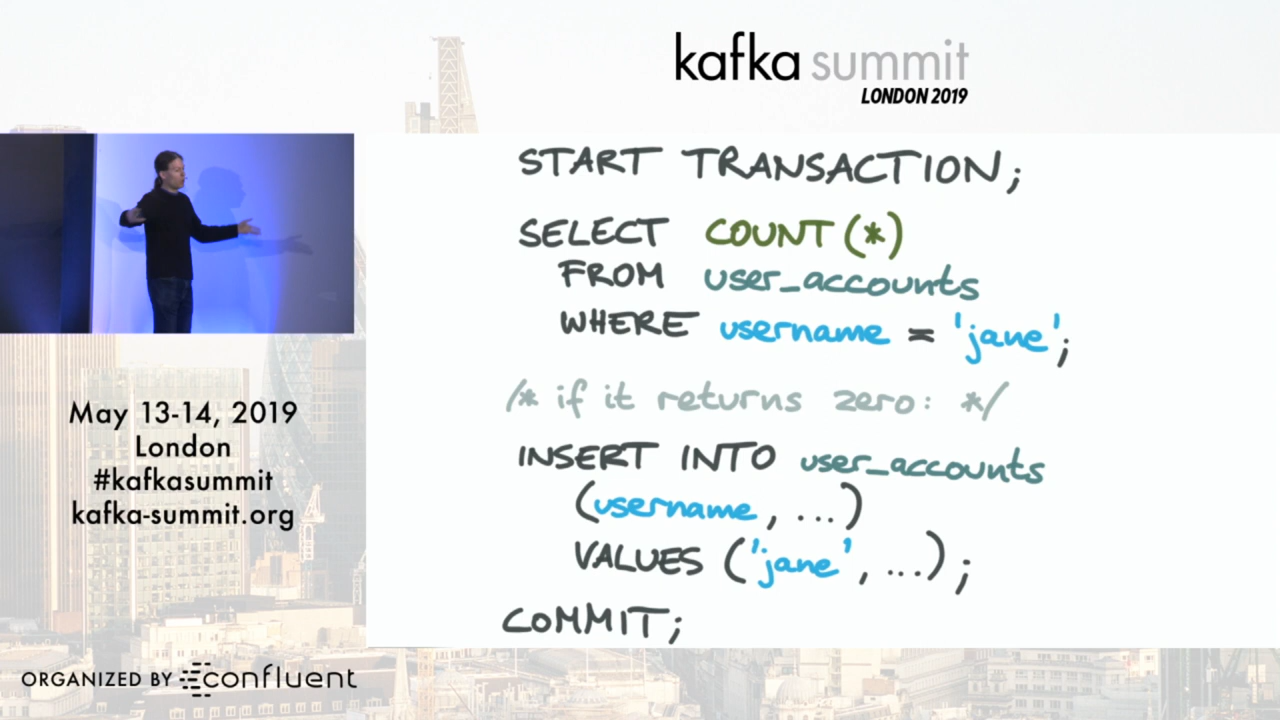 kafka summit
LONDON 2019
START TRANSACTION;
SELECT COUNT(*)
FROM user_accounts
WHERE username = 'jane';
/* if it returns zero: */
INSERT INTO user_accounts
(username, ...)
VALUES ('jane', ...);
COMMIT;
May 13-14, 2019
London
#kafkasummit
kafka-summit.org
ORGANIZED BY confluent